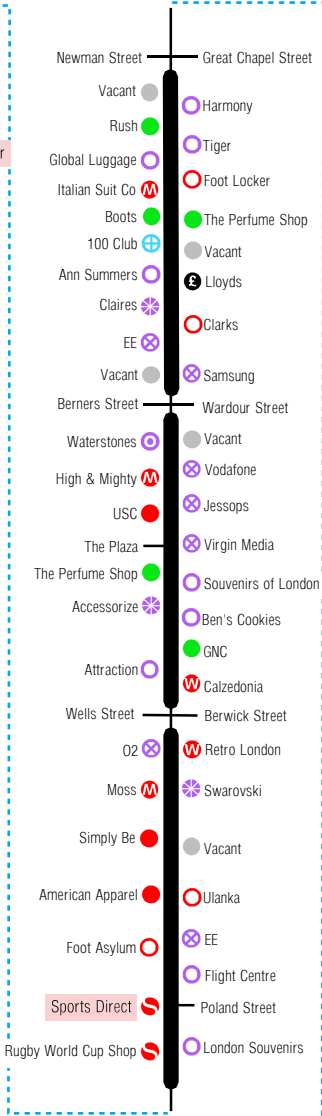 Newman Street
Great Chapel Street
Vacant
Harmony
Rush
Tiger
r
Global Luggage
Foot Locker
Italian Suit Co
M
Boots
The Perfume Shop
100 Club
Vacant
Ann Summers
£
Lloyds
Claires
Clarks
EE
Vacant
Samsung
Berners Street
Wardour Street
Waterstones
Vacant
High & Mighty
M
Vodafone
USC
Jessops
The Plaza
Virgin Media
The Perfume Shop
Souvenirs of London
Accessorize
Ben's Cookies
GNC
Attraction
W
Calzedonia
Wells Street
Berwick Street
O2
W
Retro London
Moss
M
Swarovski
Simply Be
Vacant
American Apparel
Ulanka
Foot Asylum
EE
Flight Centre
Sports Direct
S
Poland Street
Rugby World Cup Shop
S
London Souvenirs